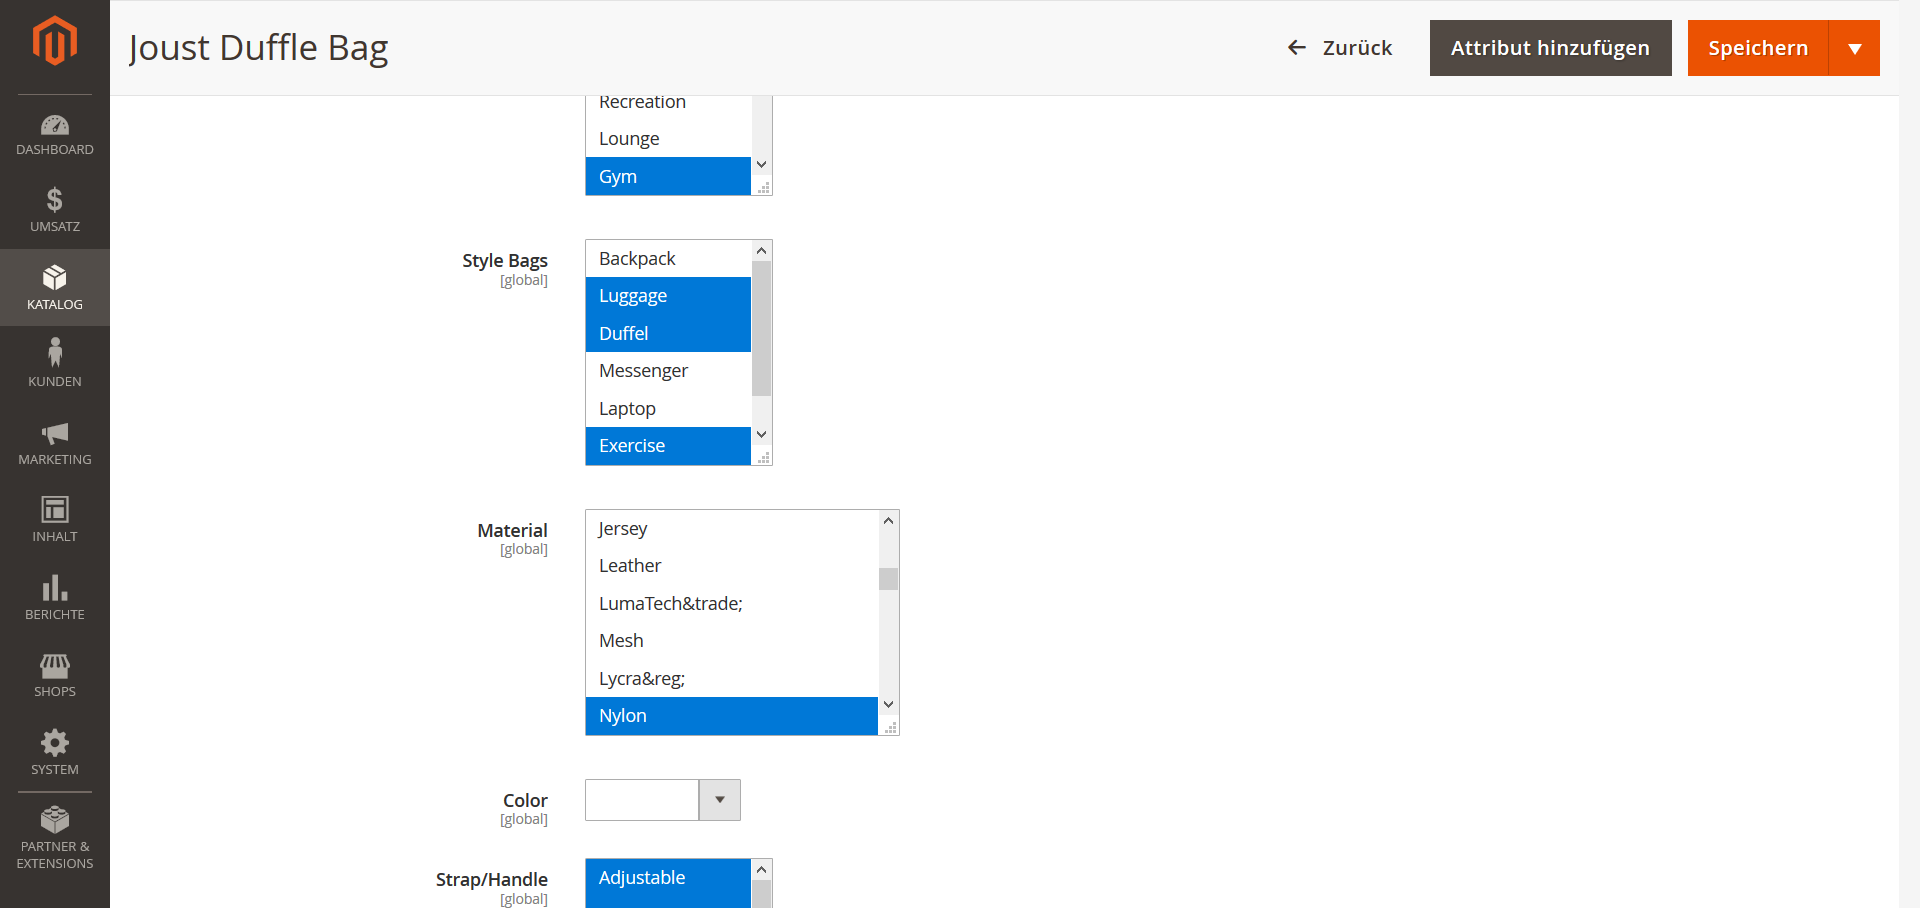 Joust Duffle Bag
Zurück
Attribut hinzufügen
Speichern
DASHBOARD
UMSATZ
KATALOG
KUNDEN
MARKETING
INHALT
BERICHTE
SHOPS
SYSTEM
PARTNER &
EXTENSIONS
Recreation
Lounge
Gym
Style Bags
[global]
Backpack
Luggage
Duffel
Messenger
Laptop
Exercise
Material
[global]
Jersey
Leather
LumaTech&trade;
Mesh
Lycra&reg;
Nylon
Color
[global]
Strap/Handle
[global]
Adjustable